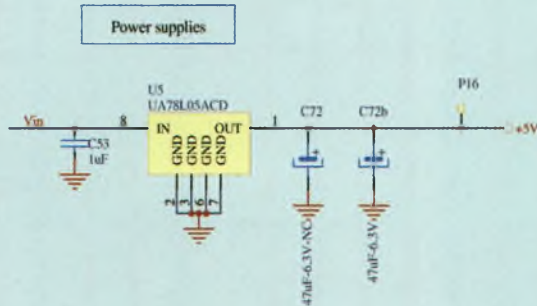 Power supplies
U5
UA78L05ACD
P16
C72
C72b
Vin
8
IN
OUT
1
+5V
C53
1uF
GND
GND
GND
GND
2
3
6
7
+
+
47uF-6.3V-NC
47uF-6.3V